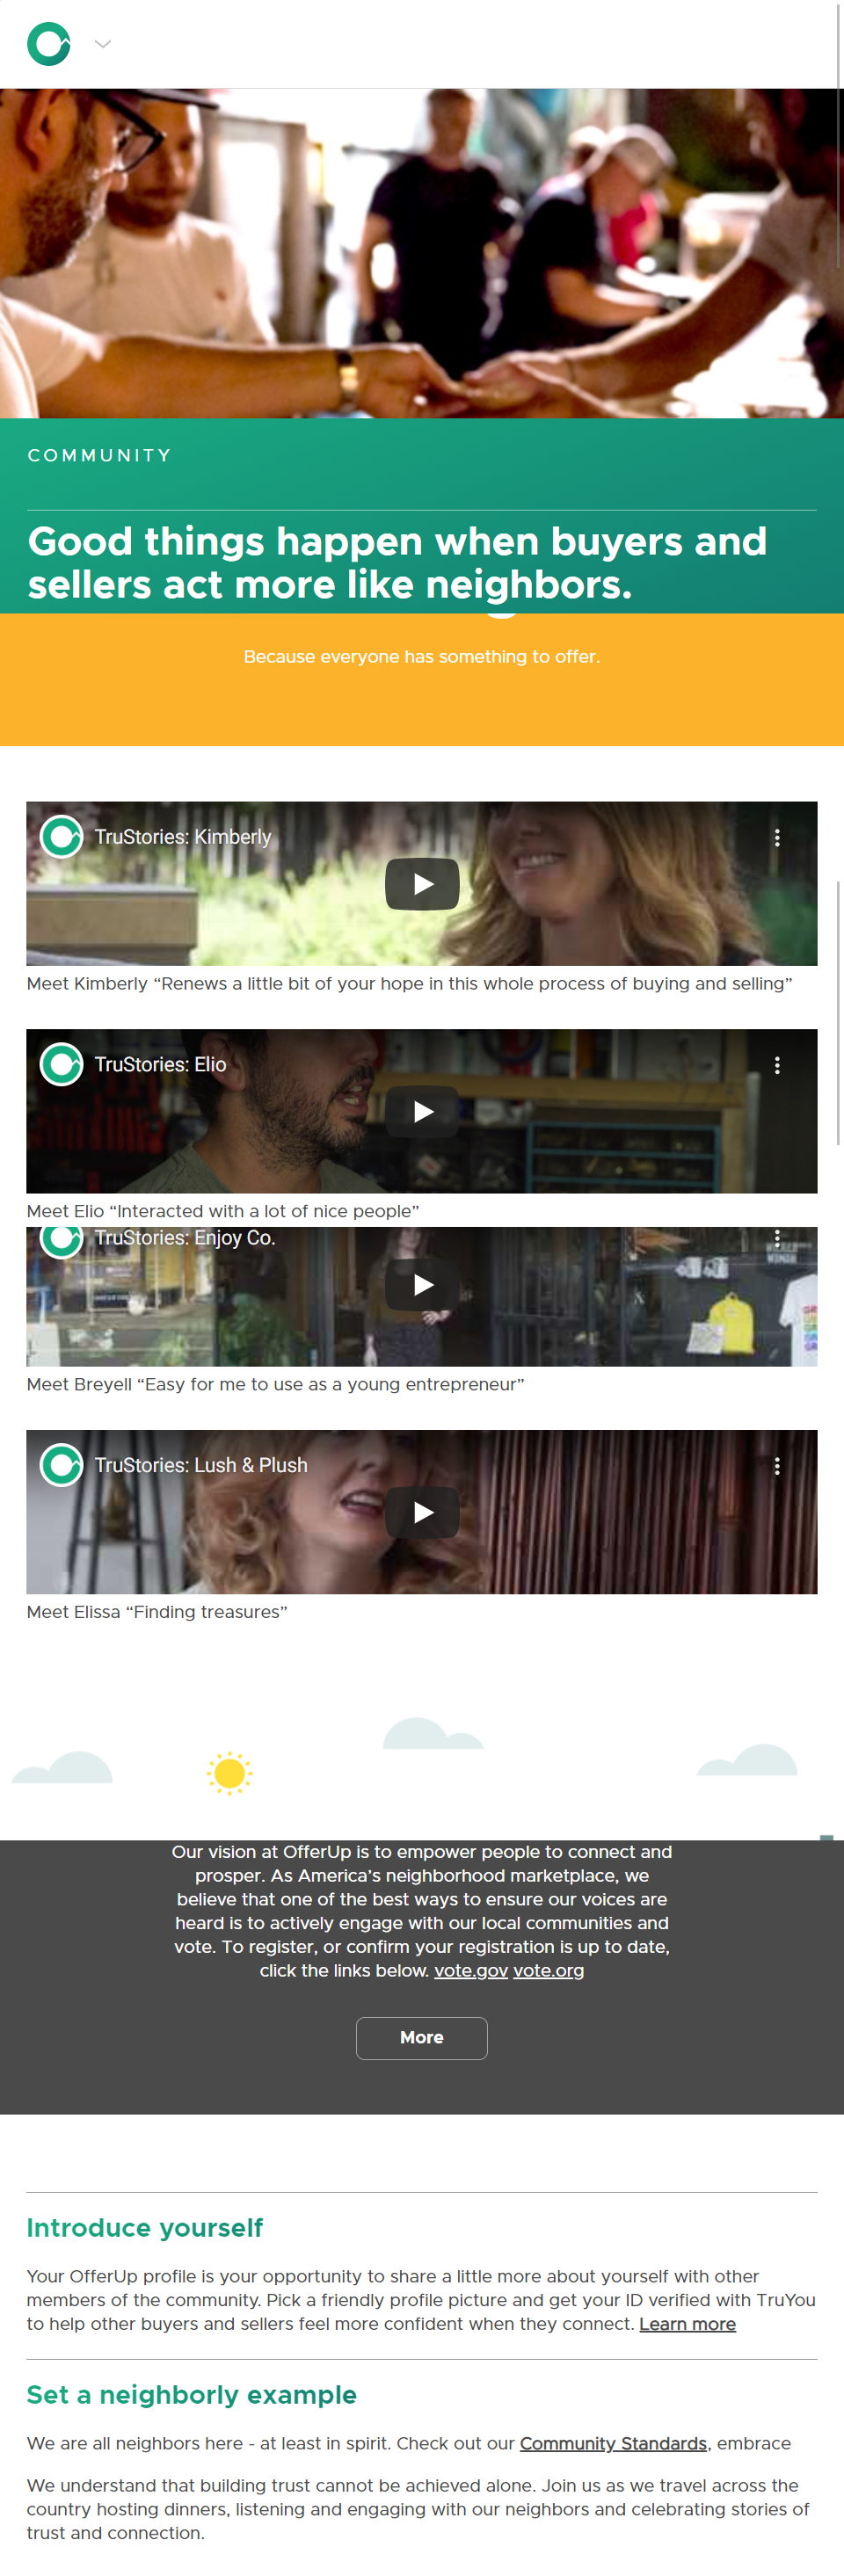 COMMUNITY
Good things happen when buyers and
sellers act more like neighbors.
Because everyone has something to offer.
TruStories: Kimberly
Meet Kimberly “Renews a little bit of your hope in this whole process of buying and selling”
TruStories: Elio
Meet Elio “Interacted with a lot of nice people”
TruStories: Enjoy Co.
Meet Breyell “Easy for me to use as a young entrepreneur”
TruStories: Lush & Plush
Meet Elissa “Finding treasures”
Our vision at OfferUp is to empower people to connect and
prosper. As America’s neighborhood marketplace, we
believe that one of the best ways to ensure our voices are
heard is to actively engage with our local communities and
vote. To register, or confirm your registration is up to date,
click the links below. vote.gov vote.org
More
Introduce yourself
Your OfferUp profile is your opportunity to share a little more about yourself with other
members of the community. Pick a friendly profile picture and get your ID verified with TruYou
to help other buyers and sellers feel more confident when they connect. Learn more
Set a neighborly example
We are all neighbors here - at least in spirit. Check out our Community Standards, embrace
We understand that building trust cannot be achieved alone. Join us as we travel across the
country hosting dinners, listening and engaging with our neighbors and celebrating stories of
trust and connection.